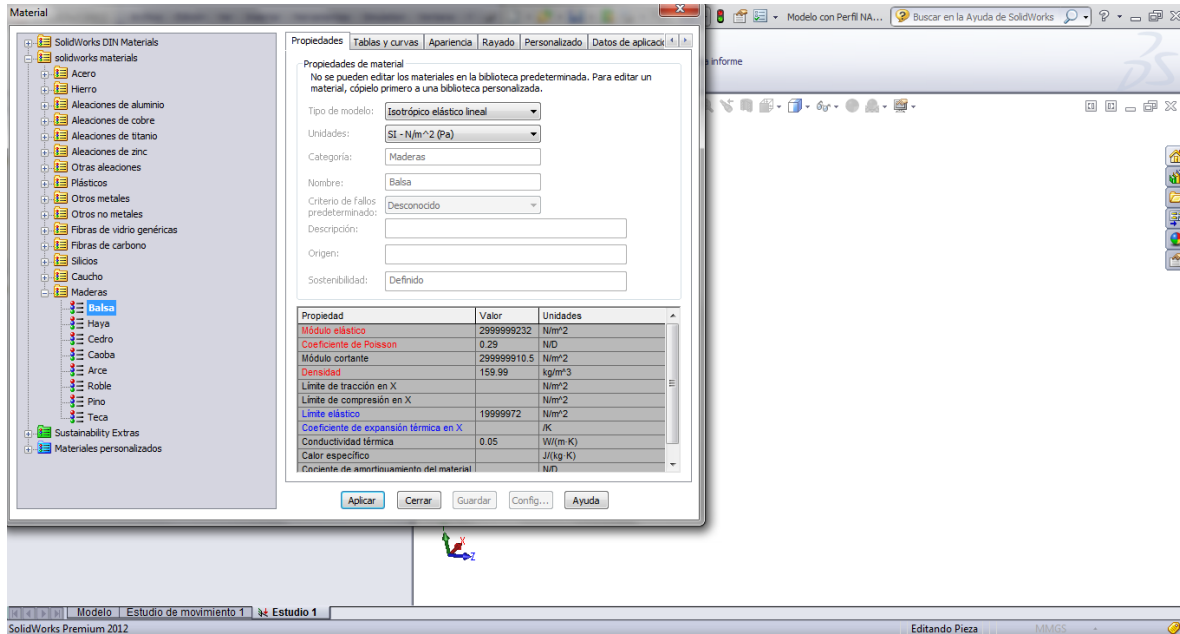 Material
Modelo con Perfil NA...
Buscar en la Ayuda de SolidWorks
SolidWorks DIN Materials
solidworks materials
Acero
Hierro
Aleaciones de aluminio
Aleaciones de cobre
Aleaciones de titanio
Aleaciones de zinc
Otras aleaciones
Plásticos
Otros metales
Otros no metales
Fibras de vidrio genéricas
Fibras de carbono
Silicios
Caucho
Maderas
Balsa
Haya
Cedro
Caoba
Arce
Roble
Pino
Teca
Sustainability Extras
Materiales personalizados
Propiedades Tablas y curvas Apariencia Rayado Personalizado Datos de aplicació
Propiedades de material
No se pueden editar los materiales en la biblioteca predeterminada. Para editar un
material, cópielo primero a una biblioteca personalizada.
Tipo de modelo: Isotrópico elástico lineal
Unidades: SI - N/m^2 (Pa)
Categoría: Maderas
Nombre: Balsa
Criterio de fallos
predeterminado: Desconocido
Descripción:
Origen:
Sostenibilidad: Definido
Propiedad Valor Unidades
Módulo elástico 2999999232 N/m^2
Coeficiente de Poisson 0.29 N/D
Módulo cortante 299999910.5 N/m^2
Densidad 159.99 kg/m^3
Límite de tracción en X N/m^2
Límite de compresión en X N/m^2
Límite elástico 19999972 N/m^2
Coeficiente de expansión térmica en X /K
Conductividad térmica 0.05 W/(m·K)
Calor específico J/(kg·K)
Cociente de amortiguamiento del material N/D
Aplicar Cerrar Guardar Config... Ayuda
informe
X
Z
Modelo Estudio de movimiento 1 Estudio 1
SolidWorks Premium 2012
Editando Pieza
MMGS